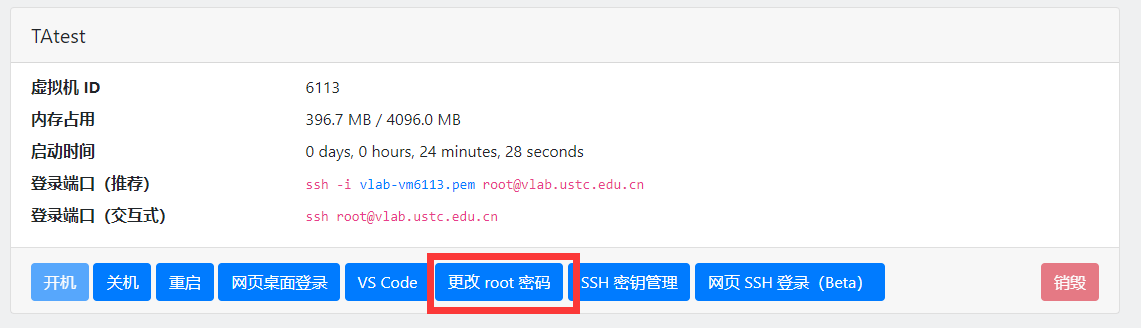 TAtest
虚拟机 ID 6113
内存占用 396.7 MB / 4096.0 MB
启动时间 0 days, 0 hours, 24 minutes, 28 seconds
登录端口（推荐） ssh -i vlab-vm6113.pem root@vlab.ustc.edu.cn
登录端口（交互式） ssh root@vlab.ustc.edu.cn
开机 关机 重启 网页桌面登录 VS Code 更改 root 密码 SSH 密钥管理 网页 SSH 登录（Beta） 销毁